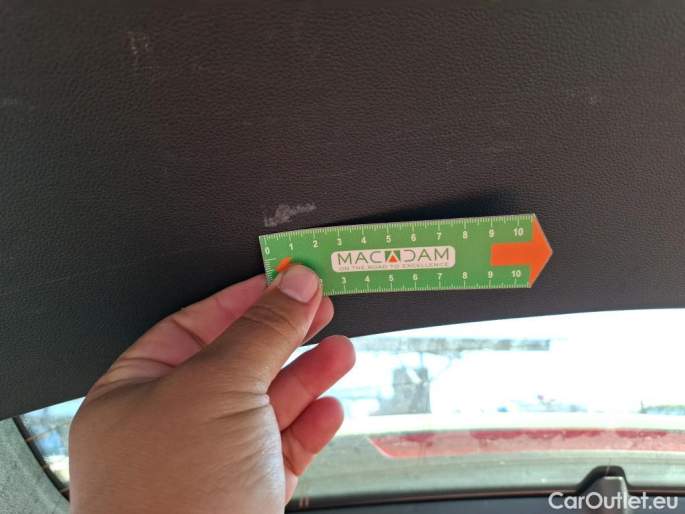 0 1 2 3 4 5 6 7 8 9 10
MACADAM
ON THE ROAD TO EXCELLENCE
3 4 5 6 7 8 9 10
CarOutlet.eu